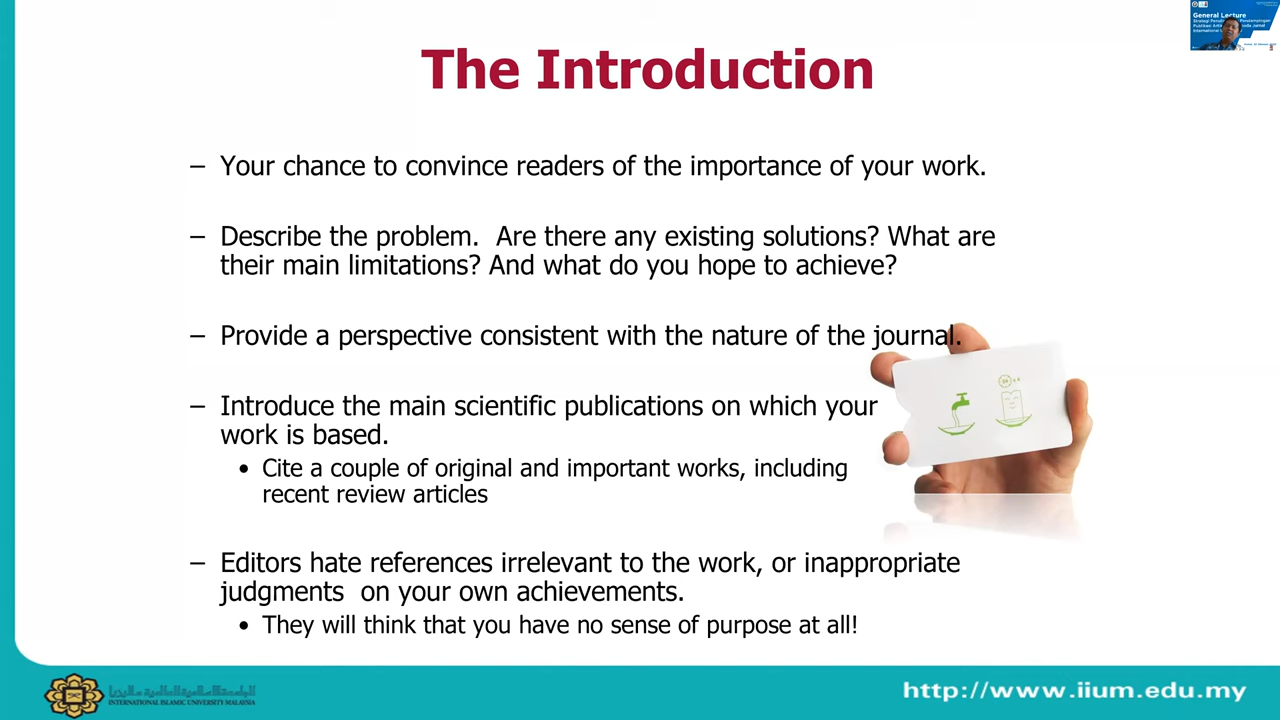 General Lecture
The Introduction
– Your chance to convince readers of the importance of your work.
– Describe the problem.  Are there any existing solutions? What are
their main limitations? And what do you hope to achieve?
– Provide a perspective consistent with the nature of the journal.
– Introduce the main scientific publications on which your
work is based.
• Cite a couple of original and important works, including
recent review articles
– Editors hate references irrelevant to the work, or inappropriate
judgments  on your own achievements.
• They will think that you have no sense of purpose at all!
الجامعة الإسلامية العالمية ماليزيا
INTERNATIONAL ISLAMIC UNIVERSITY MALAYSIA
http://www.iium.edu.my